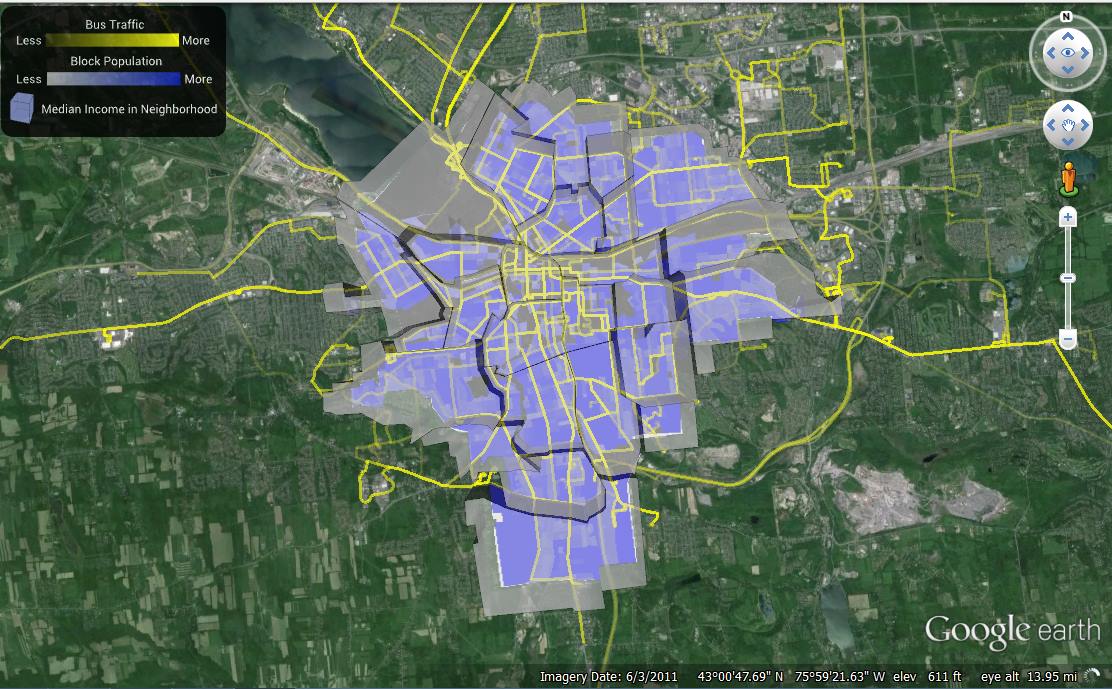 Bus Traffic
Less More
Block Population
Less More
Median Income in Neighborhood
N
Google earth
Imagery Date: 6/3/2011 43°00'47.69" N 75°59'21.63" W elev 611 ft eye alt 13.95 mi